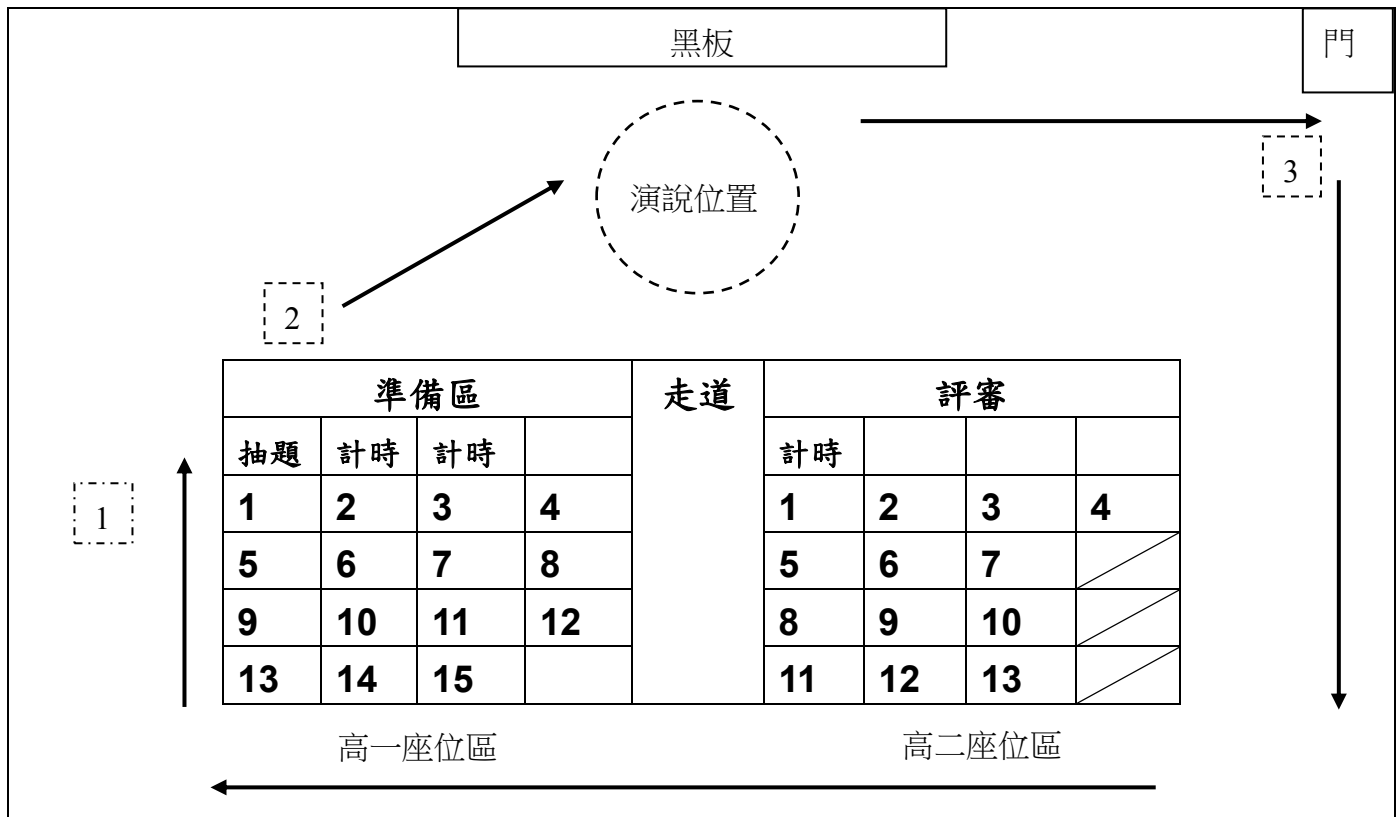 黑板
門
3
演說位置
2
準備區 走道 評審
抽題 計時 計時 計時
1
1 2 3 4 1 2 3 4
5 6 7 8 5 6 7
9 10 11 12 8 9 10
13 14 15 11 12 13
高一座位區 高二座位區